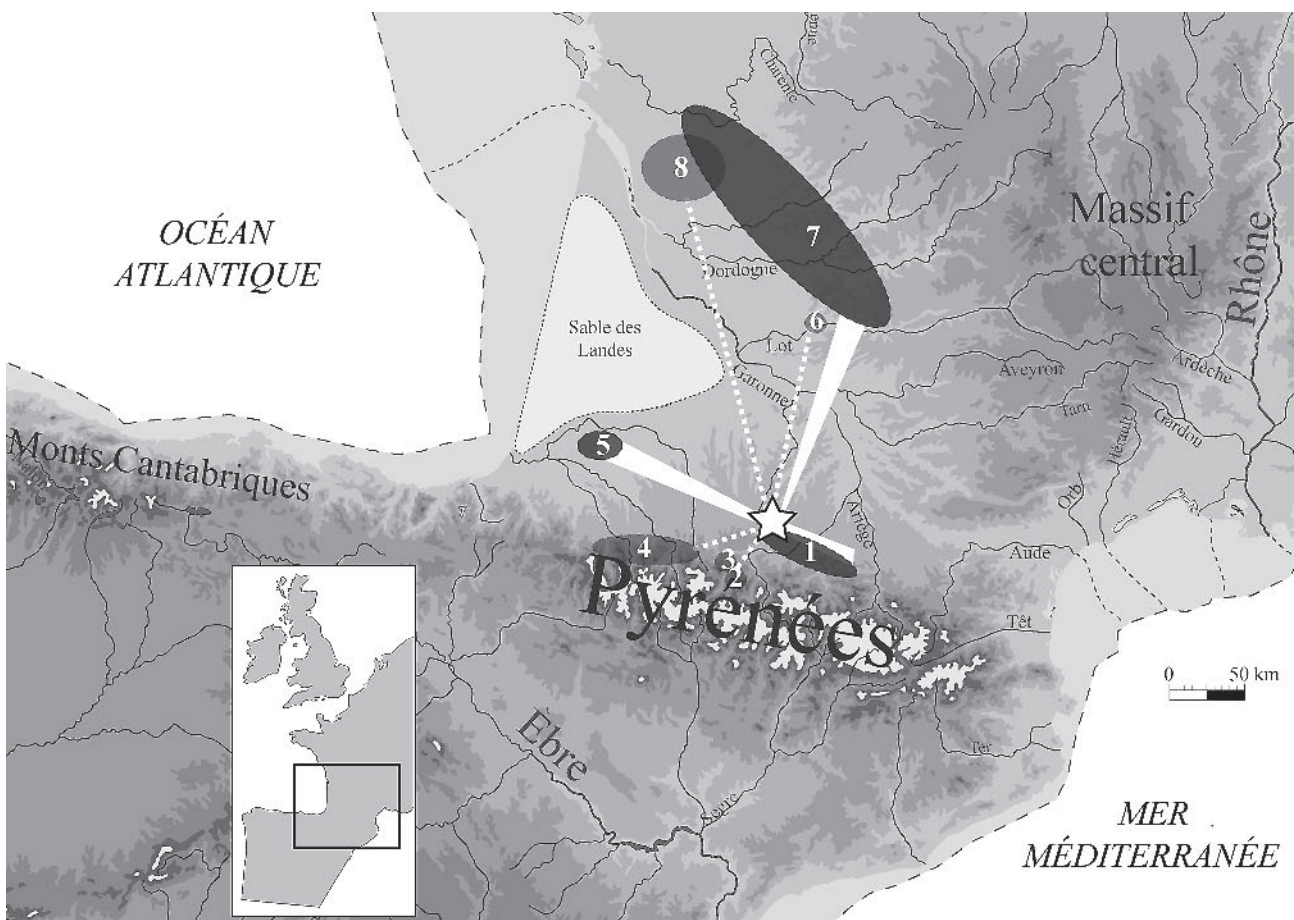 Charente
8
OCÉAN
ATLANTIQUE
Massif
central
Rhône
7
Dordogne
6
Sable des
Landes
Lot
Garonne
Aveyron
Ardèche
Tarn
Hérault
Gardon
5
Monts Cantabriques
Orb
Ariège
4
3
2
1
Aude
Pyrénées
Têt
0 50 km
Èbre
Ter
Segre
MER
MÉDITERRANÉE